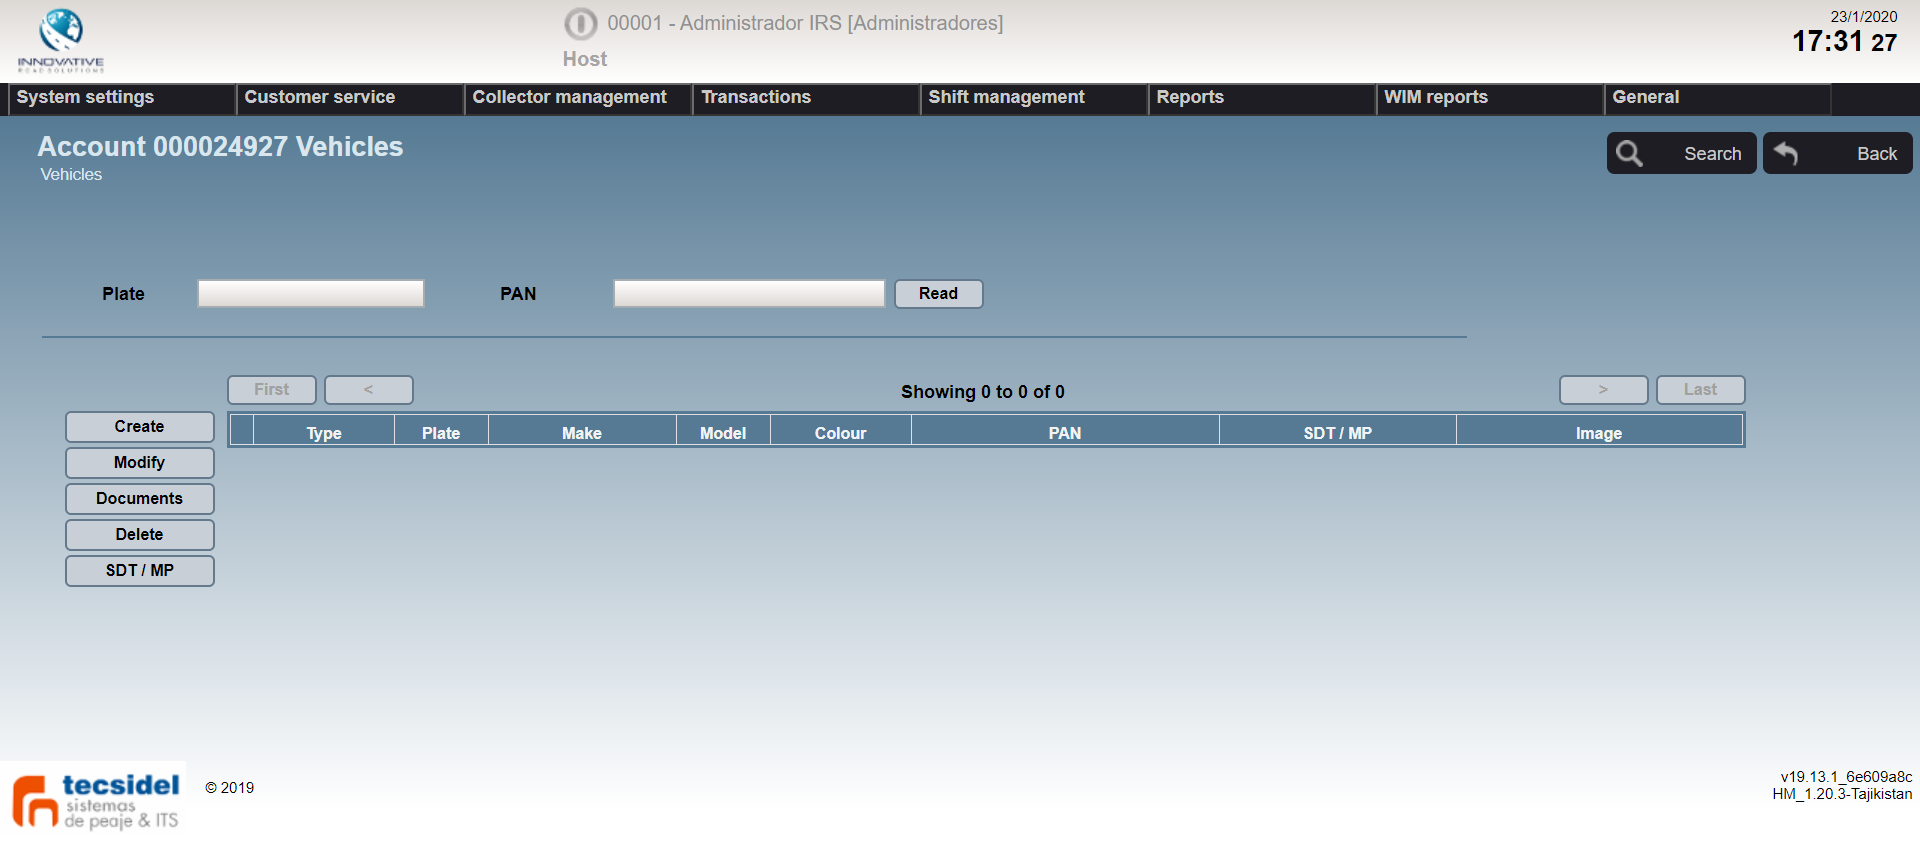 INNOVATIVE
ROAD SOLUTIONS
00001 - Administrador IRS [Administradores]
Host
23/1/2020
17:31 27
System settings
Customer service
Collector management
Transactions
Shift management
Reports
WIM reports
General
Account 000024927 Vehicles
Vehicles
Search
Back
Plate
PAN
Read
First
<
Showing 0 to 0 of 0
>
Last
Create
Modify
Documents
Delete
SDT / MP
Type
Plate
Make
Model
Colour
PAN
SDT / MP
Image
tecsidel
sistemas
de peaje & ITS
© 2019
v19.13.1_6e609a8c
HM_1.20.3-Tajikistan